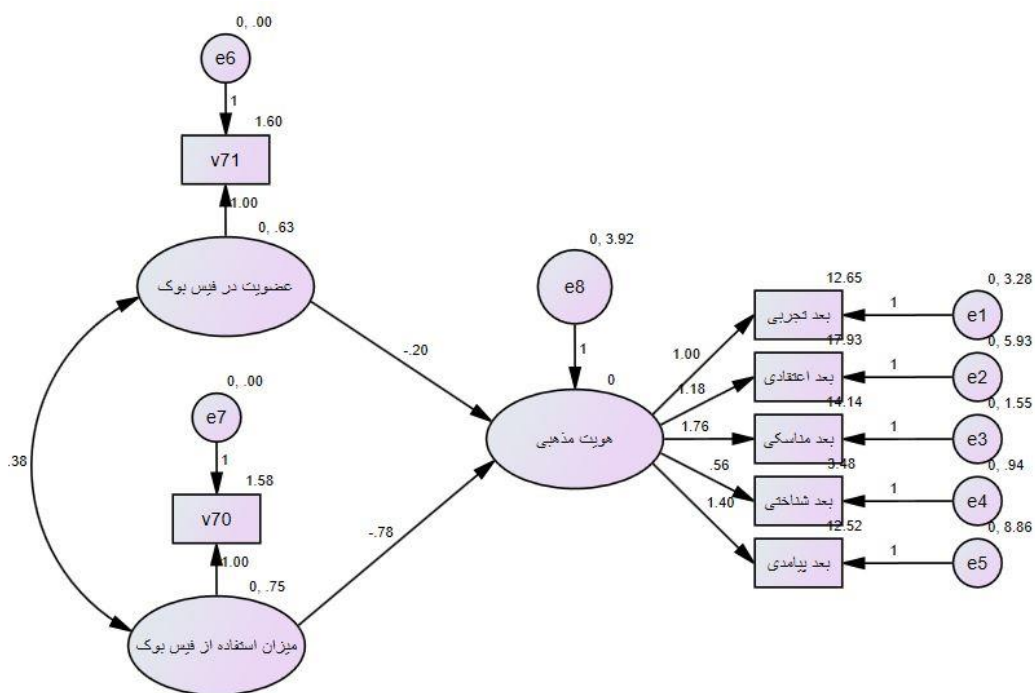 0, .00
e6
1
1.60
v71
1.00
0, .63
عضویت در فیس بوک
0, .00
e7
1
1.58
v70
1.00
0, .75
میزان استفاده از فیس بوک
.38
-.20
-.78
0, 3.92
e8
1
0
هویت مذهبی
1.00
1.18
1.76
.56
1.40
12.65
بعد تجربی
1
0, 3.28
e1
17.93
بعد اعتقادی
1
0, 5.93
e2
14.14
بعد مناسکی
1
0, 1.55
e3
3.48
بعد شناختی
1
0, .94
e4
12.52
بعد پیامدی
1
0, 8.86
e5